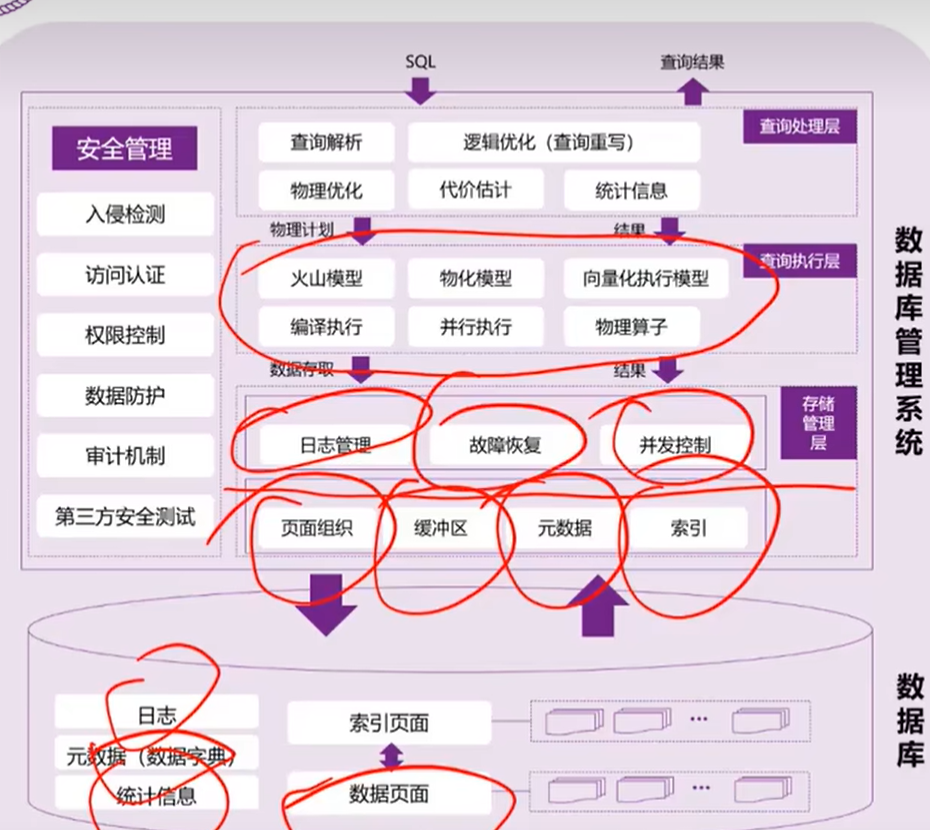 SQL 查询结果
安全管理
入侵检测
访问认证
权限控制
数据防护
审计机制
第三方安全测试
查询处理层
查询解析 逻辑优化（查询重写）
物理优化 代价估计 统计信息
物理计划 结果
查询执行层
火山模型 物化模型 向量化执行模型
编译执行 并行执行 物理算子
数据存取 结果
存储
管理
层
日志管理 故障恢复 并发控制
页面组织 缓冲区 元数据 索引
数据库管理系统
日志
元数据（数据字典）
统计信息
索引页面 ...
数据页面 ...
数据库